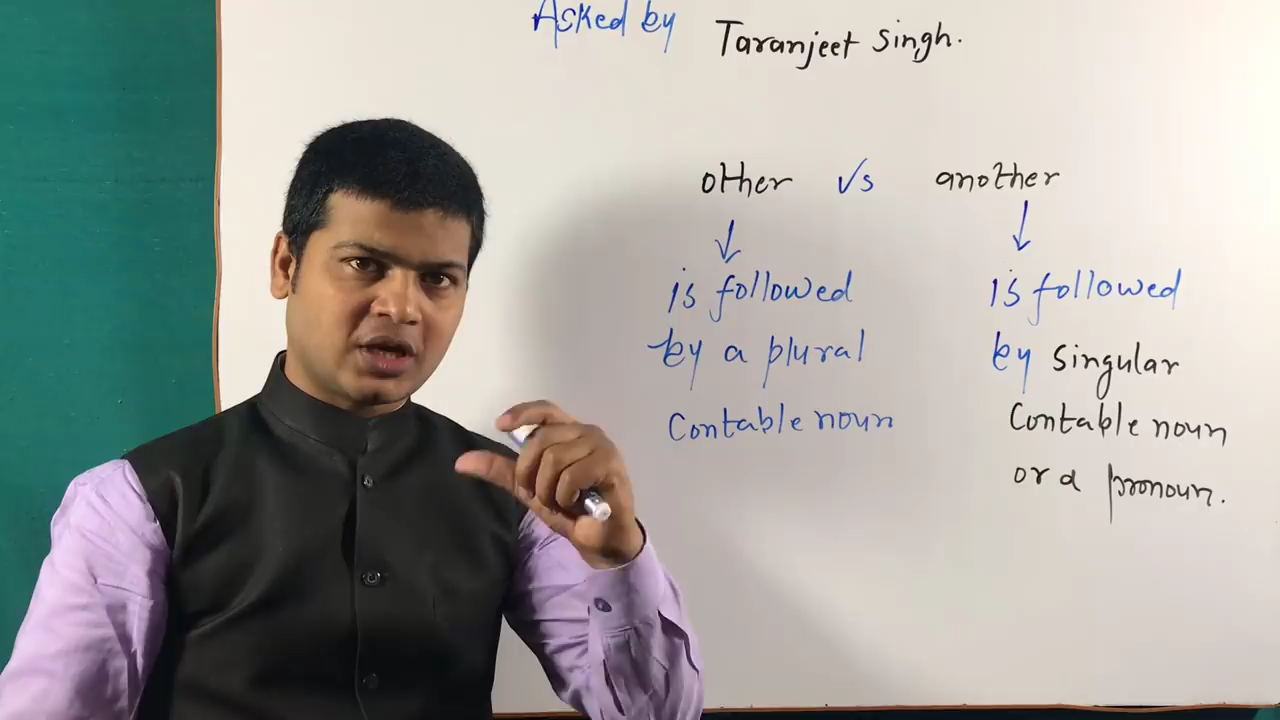 Asked by Taranjeet Singh.
other vs another
is followed
by a plural
Contable noun
is followed
by singular
Contable noun
or a pronoun.